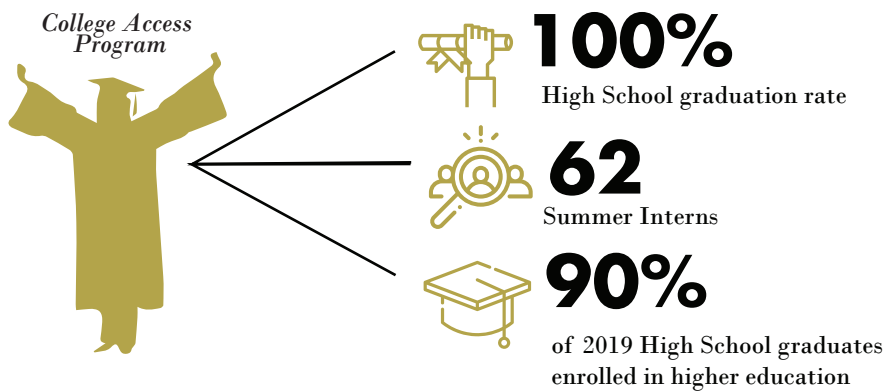 College Access
Program
100%
High School graduation rate
62
Summer Interns
90%
of 2019 High School graduates
enrolled in higher education